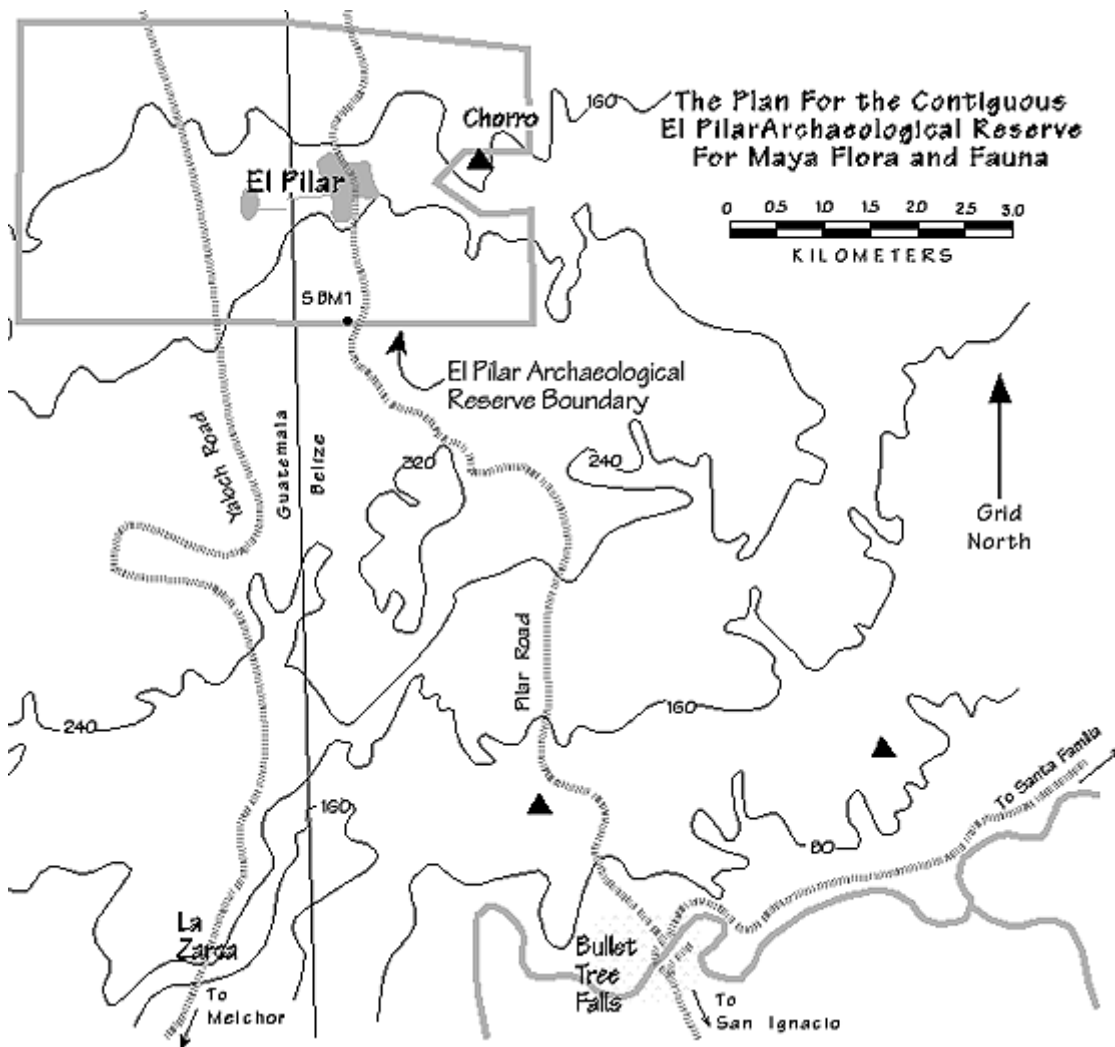 The Plan For the Contiguous
El PilarArchaeological Reserve
For Maya Flora and Fauna
0 0.5 1.0 1.5 2.0 2.5 3.0
KILOMETERS
160
Chorro
El Pilar
SBM1
El Pilar Archaeological
Reserve Boundary
Yaloch Road
Guatemala
Belize
320
240
Grid
North
Pilar Road
160
240
160
80
To Santa Familia
La
Zarca
To
Melchor
Bullet
Tree
Falls
To
San Ignacio